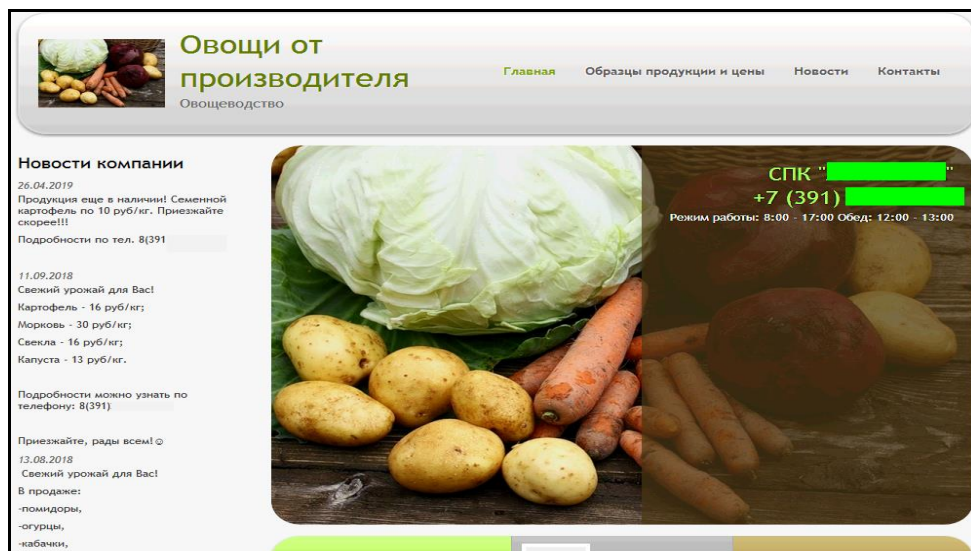 Овощи от
производителя
Овощеводство
Главная Образцы продукции и цены Новости Контакты
Новости компании
26.04.2019
Продукция еще в наличии! Семенной
картофель по 10 руб/кг. Приезжайте
скорее!!!
Подробности по тел. 8(391
11.09.2018
Свежий урожай для Вас!
Картофель - 16 руб/кг;
Морковь - 30 руб/кг;
Свекла - 16 руб/кг;
Капуста - 13 руб/кг.
Подробности можно узнать по
телефону: 8(391)
Приезжайте, рады всем!☺
13.08.2018
Свежий урожай для Вас!
В продаже:
-помидоры,
-огурцы,
-кабачки,
СПК " "
+7 (391)
Режим работы: 8:00 - 17:00 Обед: 12:00 - 13:00